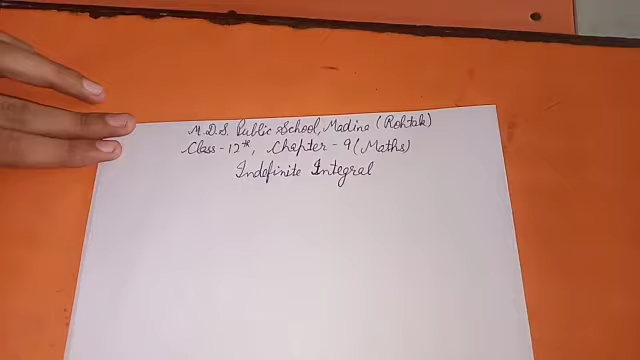 M.D.S. Public School, Madina (Rohtak)
Class - 12th, Chapter - 9 (Maths)
Indefinite Integral